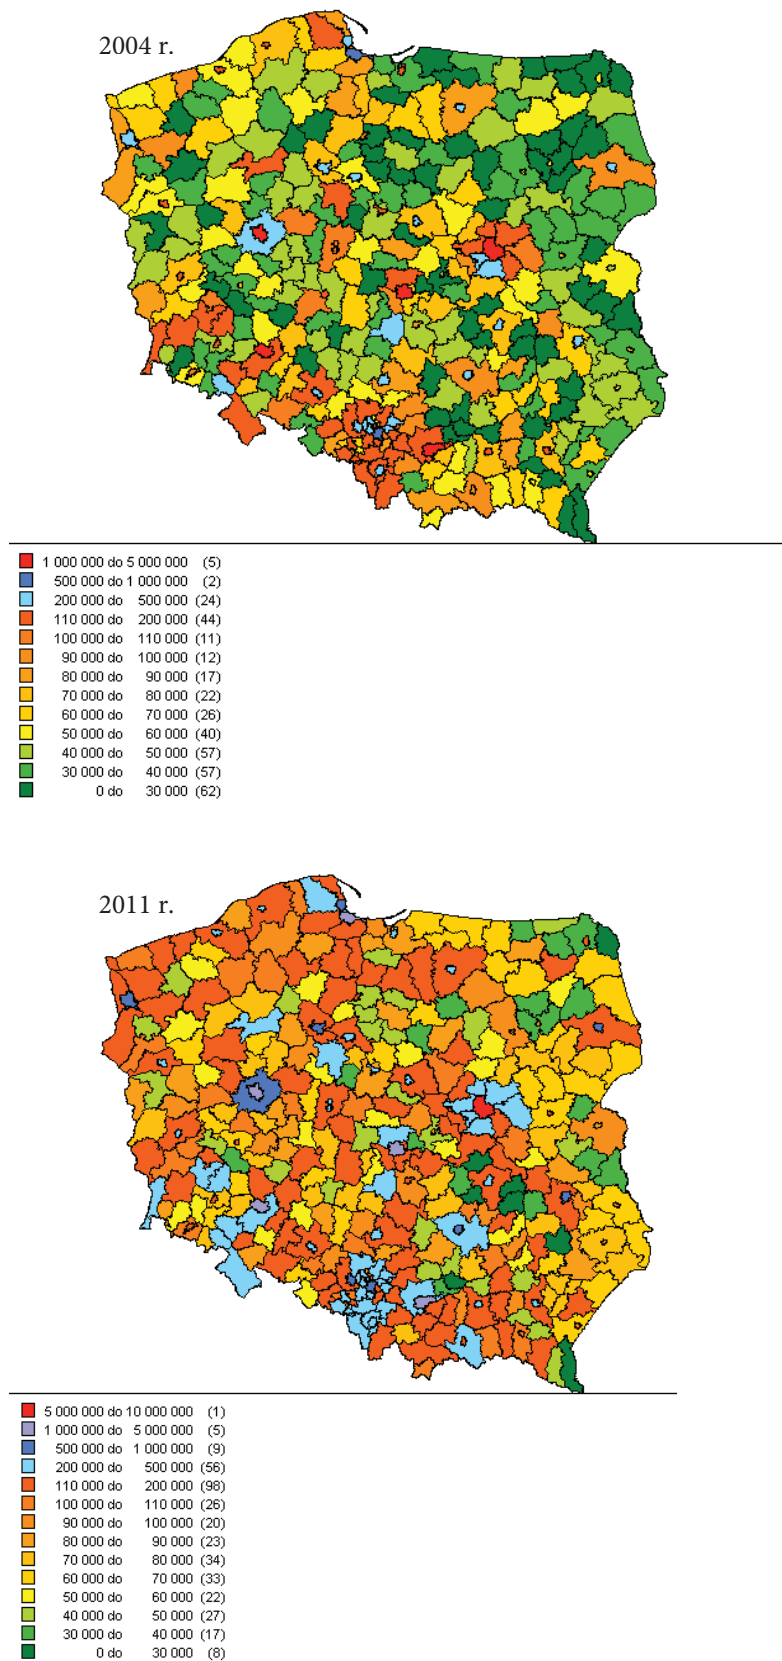 2004 r.
1 000 000 do 5 000 000 (5)
500 000 do 1 000 000 (2)
200 000 do 500 000 (24)
110 000 do 200 000 (44)
100 000 do 110 000 (11)
90 000 do 100 000 (12)
80 000 do 90 000 (17)
70 000 do 80 000 (22)
60 000 do 70 000 (26)
50 000 do 60 000 (40)
40 000 do 50 000 (57)
30 000 do 40 000 (57)
0 do 30 000 (62)
2011 r.
5 000 000 do 10 000 000 (1)
1 000 000 do 5 000 000 (5)
500 000 do 1 000 000 (9)
200 000 do 500 000 (56)
110 000 do 200 000 (98)
100 000 do 110 000 (26)
90 000 do 100 000 (20)
80 000 do 90 000 (23)
70 000 do 80 000 (34)
60 000 do 70 000 (33)
50 000 do 60 000 (22)
40 000 do 50 000 (27)
30 000 do 40 000 (17)
0 do 30 000 (8)